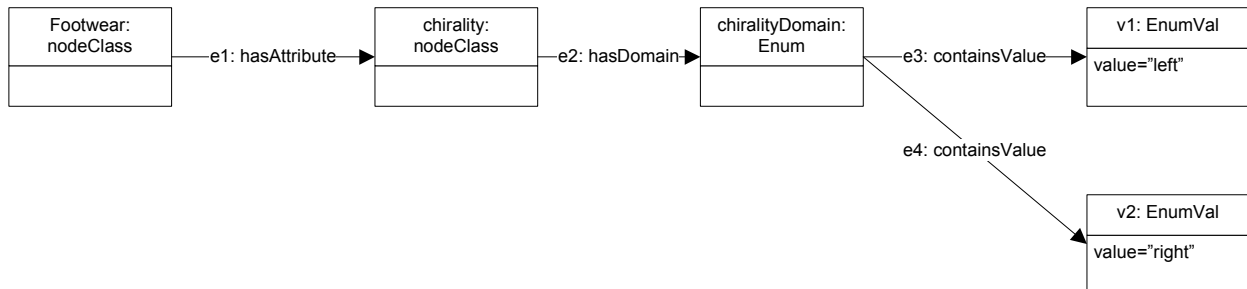 Footwear:
nodeClass
e1: hasAttribute
chirality:
nodeClass
e2: hasDomain
chiralityDomain:
Enum
e3: containsValue
v1: EnumVal
value=”left”
e4: containsValue
v2: EnumVal
value=”right”